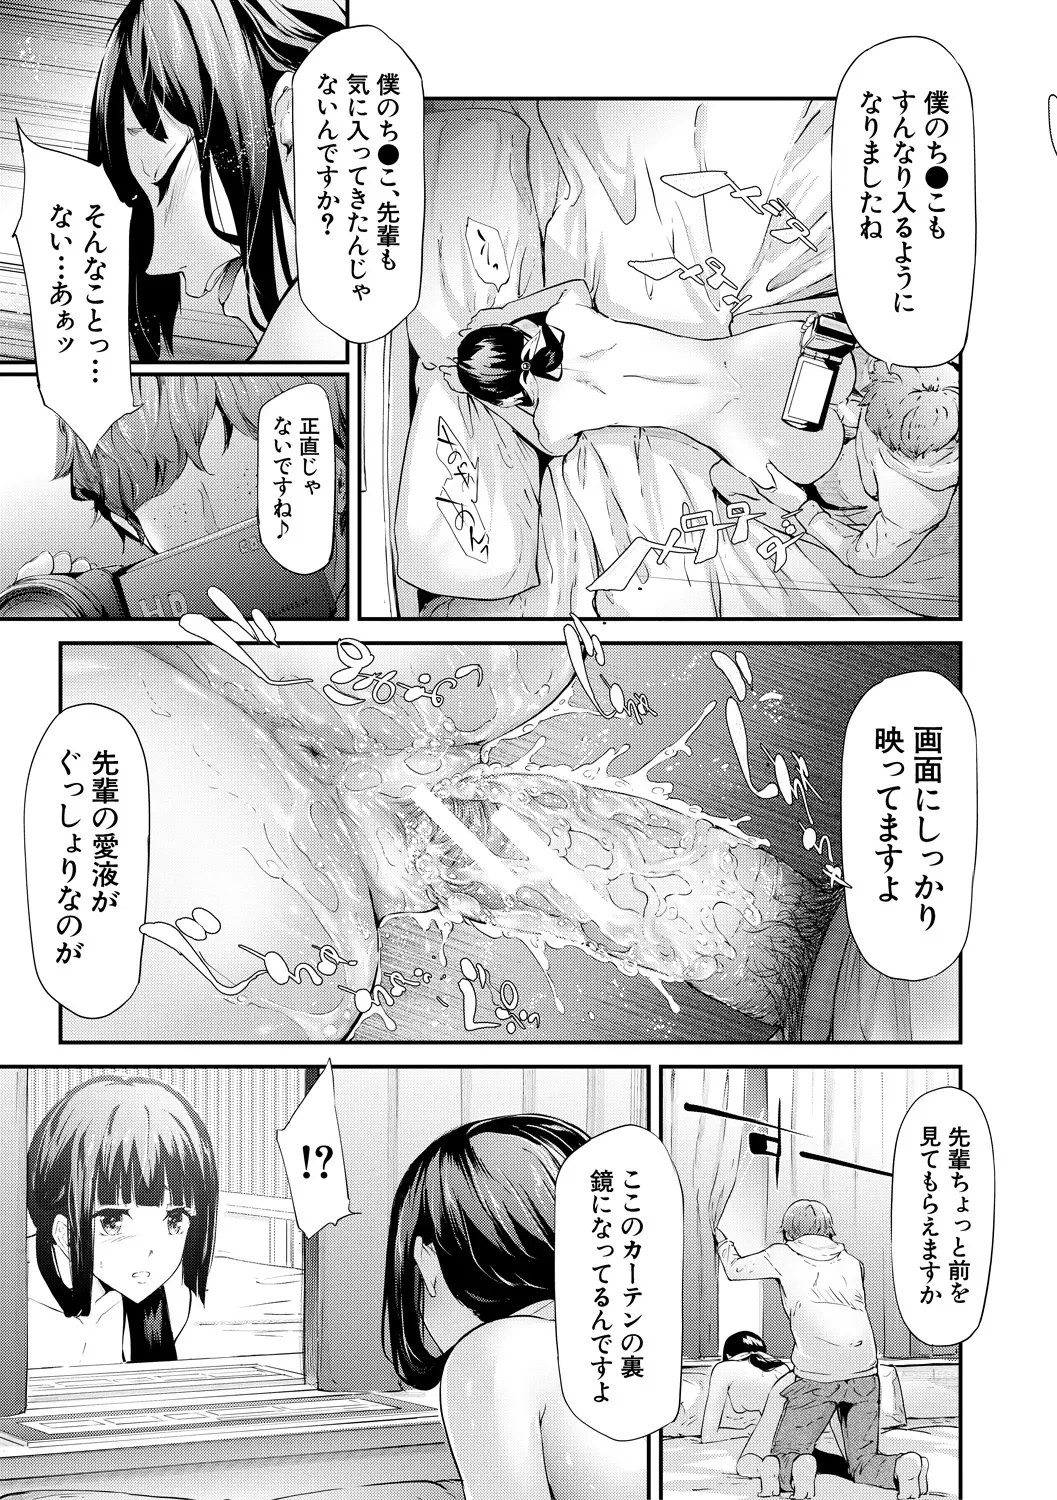 僕のち●こも
すんなり入るように
なりましたね
僕のち●こ、先輩も
気に入ってきたんじゃ
ないんですか？
そんなことっ…
ない…あぁッ
正直じゃ
ないですね♪
画面にしっかり
映ってますよ
先輩の愛液が
ぐっしょりなのが
先輩ちょっと前を
見てもらえますか
ここのカーテンの裏
鏡になってるんですよ
!?